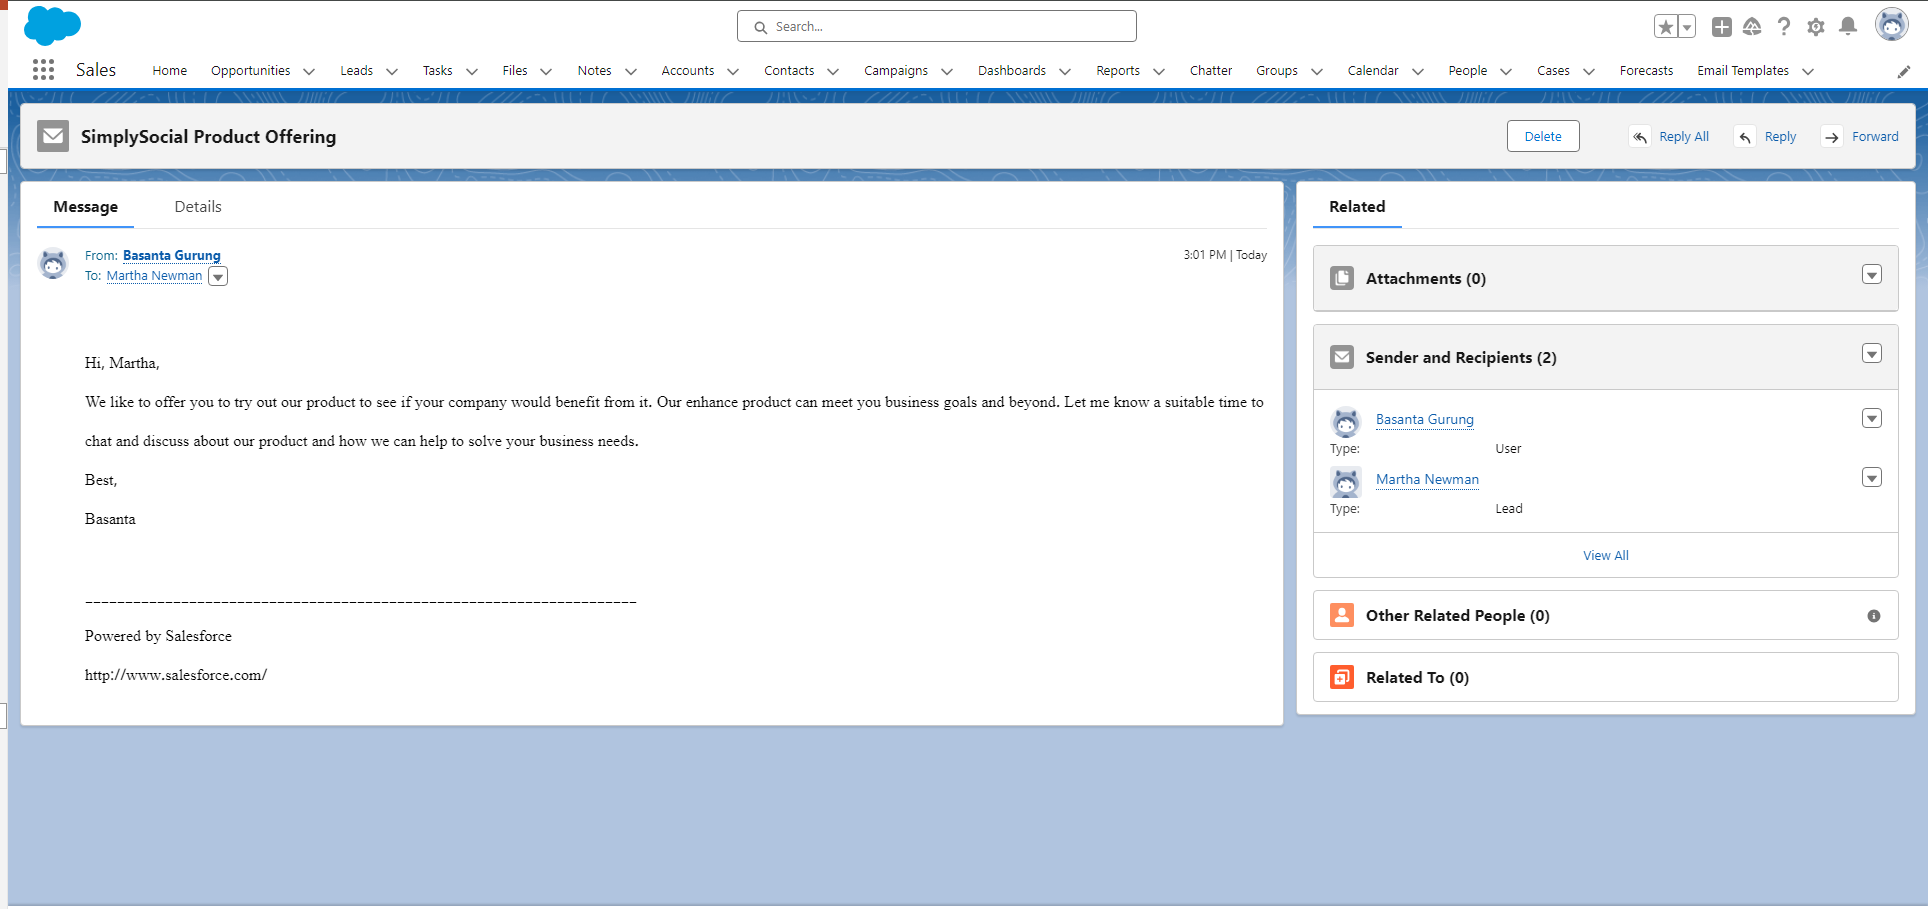 Search...
Sales
Home
Opportunities
Leads
Tasks
Files
Notes
Accounts
Contacts
Campaigns
Dashboards
Reports
Chatter
Groups
Calendar
People
Cases
Forecasts
Email Templates
SimplySocial Product Offering
Delete
Reply All
Reply
Forward
Message
Details
From: Basanta Gurung
3:01 PM | Today
To: Martha Newman
Hi, Martha,
We like to offer you to try out our product to see if your company would benefit from it. Our enhance product can meet you business goals and beyond. Let me know a suitable time to
chat and discuss about our product and how we can help to solve your business needs.
Best,
Basanta
______________________________________________________________________
Powered by Salesforce
http://www.salesforce.com/
Related
Attachments (0)
Sender and Recipients (2)
Basanta Gurung
Type: User
Martha Newman
Type: Lead
View All
Other Related People (0)
Related To (0)